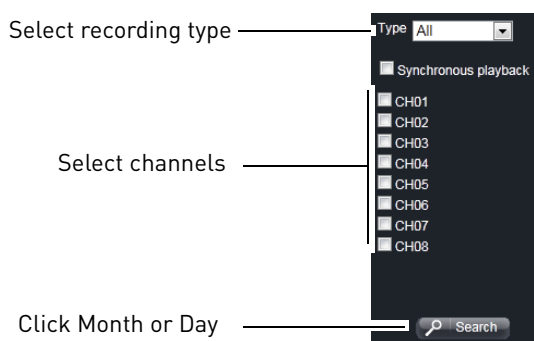 Select recording type
Type All
Synchronous playback
CH01
CH02
CH03
Select channels
CH04
CH05
CH06
CH07
CH08
Click Month or Day
Search